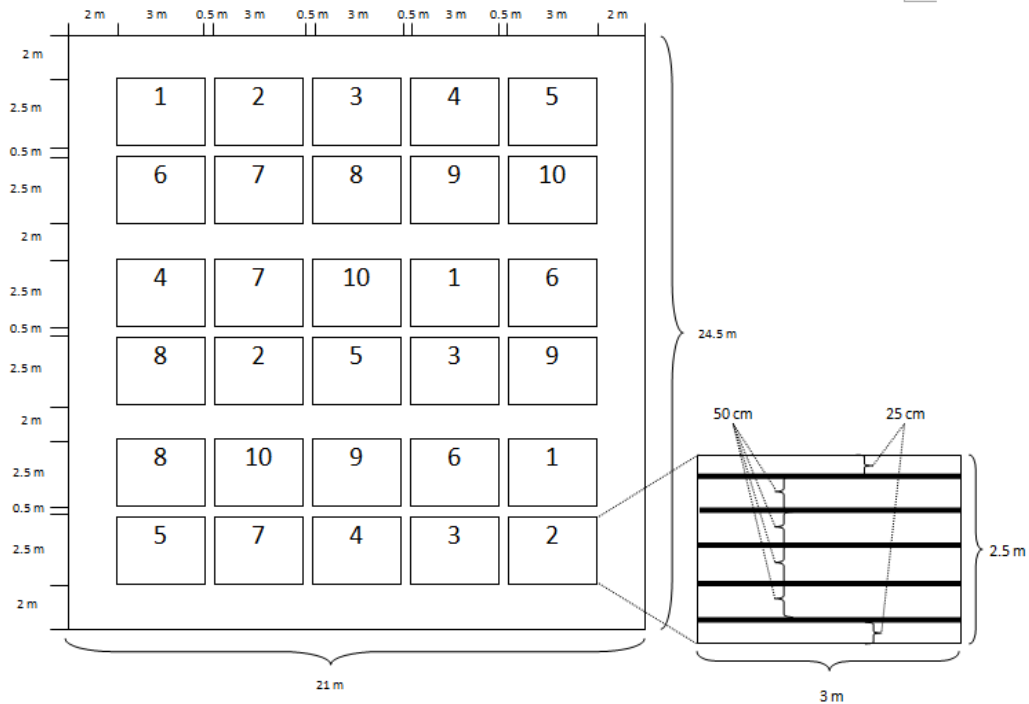 2 m 3 m 0.5 m 3 m 0.5 m 3 m 0.5 m 3 m 0.5 m 3 m 2 m
2 m
2.5 m 1 2 3 4 5
0.5 m
2.5 m 6 7 8 9 10
2 m
2.5 m 4 7 10 1 6
0.5 m
24.5 m
2.5 m 8 2 5 3 9
2 m
50 cm 25 cm
2.5 m 8 10 9 6 1
0.5 m
2.5 m 5 7 4 3 2
2.5 m
2 m
21 m
3 m